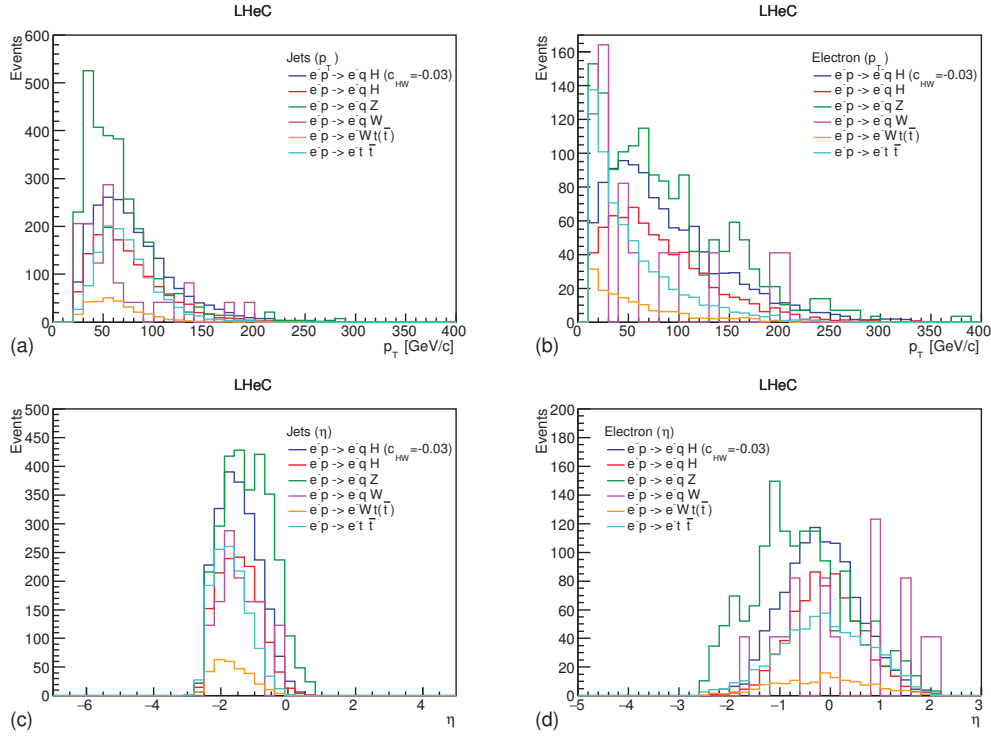 LHeC
Events
600
500
400
300
200
100
0
Jets (p_T)
e⁻p -> e⁻q H (c_HW=-0.03)
e⁻p -> e⁻q H
e⁻p -> e⁻q Z
e⁻p -> e⁻q W
e⁻p -> e⁻Wt(t̄)
e⁻p -> e⁻t t̄
0 50 100 150 200 250 300 350 400
p_T [GeV/c]
(a)
LHeC
Events
160
140
120
100
80
60
40
20
0
Electron (p_T)
e⁻p -> e⁻q H (c_HW=-0.03)
e⁻p -> e⁻q H
e⁻p -> e⁻q Z
e⁻p -> e⁻q W
e⁻p -> e⁻Wt(t̄)
e⁻p -> e⁻t t̄
0 50 100 150 200 250 300 350 400
p_T [GeV/c]
(b)
LHeC
Events
500
450
400
350
300
250
200
150
100
50
0
Jets (η)
e⁻p -> e⁻q H (c_HW=-0.03)
e⁻p -> e⁻q H
e⁻p -> e⁻q Z
e⁻p -> e⁻q W
e⁻p -> e⁻Wt(t̄)
e⁻p -> e⁻t t̄
−6 −4 −2 0 2 4
η
(c)
LHeC
Events
200
180
160
140
120
100
80
60
40
20
0
Electron (η)
e⁻p -> e⁻q H (c_HW=-0.03)
e⁻p -> e⁻q H
e⁻p -> e⁻q Z
e⁻p -> e⁻q W
e⁻p -> e⁻Wt(t̄)
e⁻p -> e⁻t t̄
−5 −4 −3 −2 −1 0 1 2 3
η
(d)